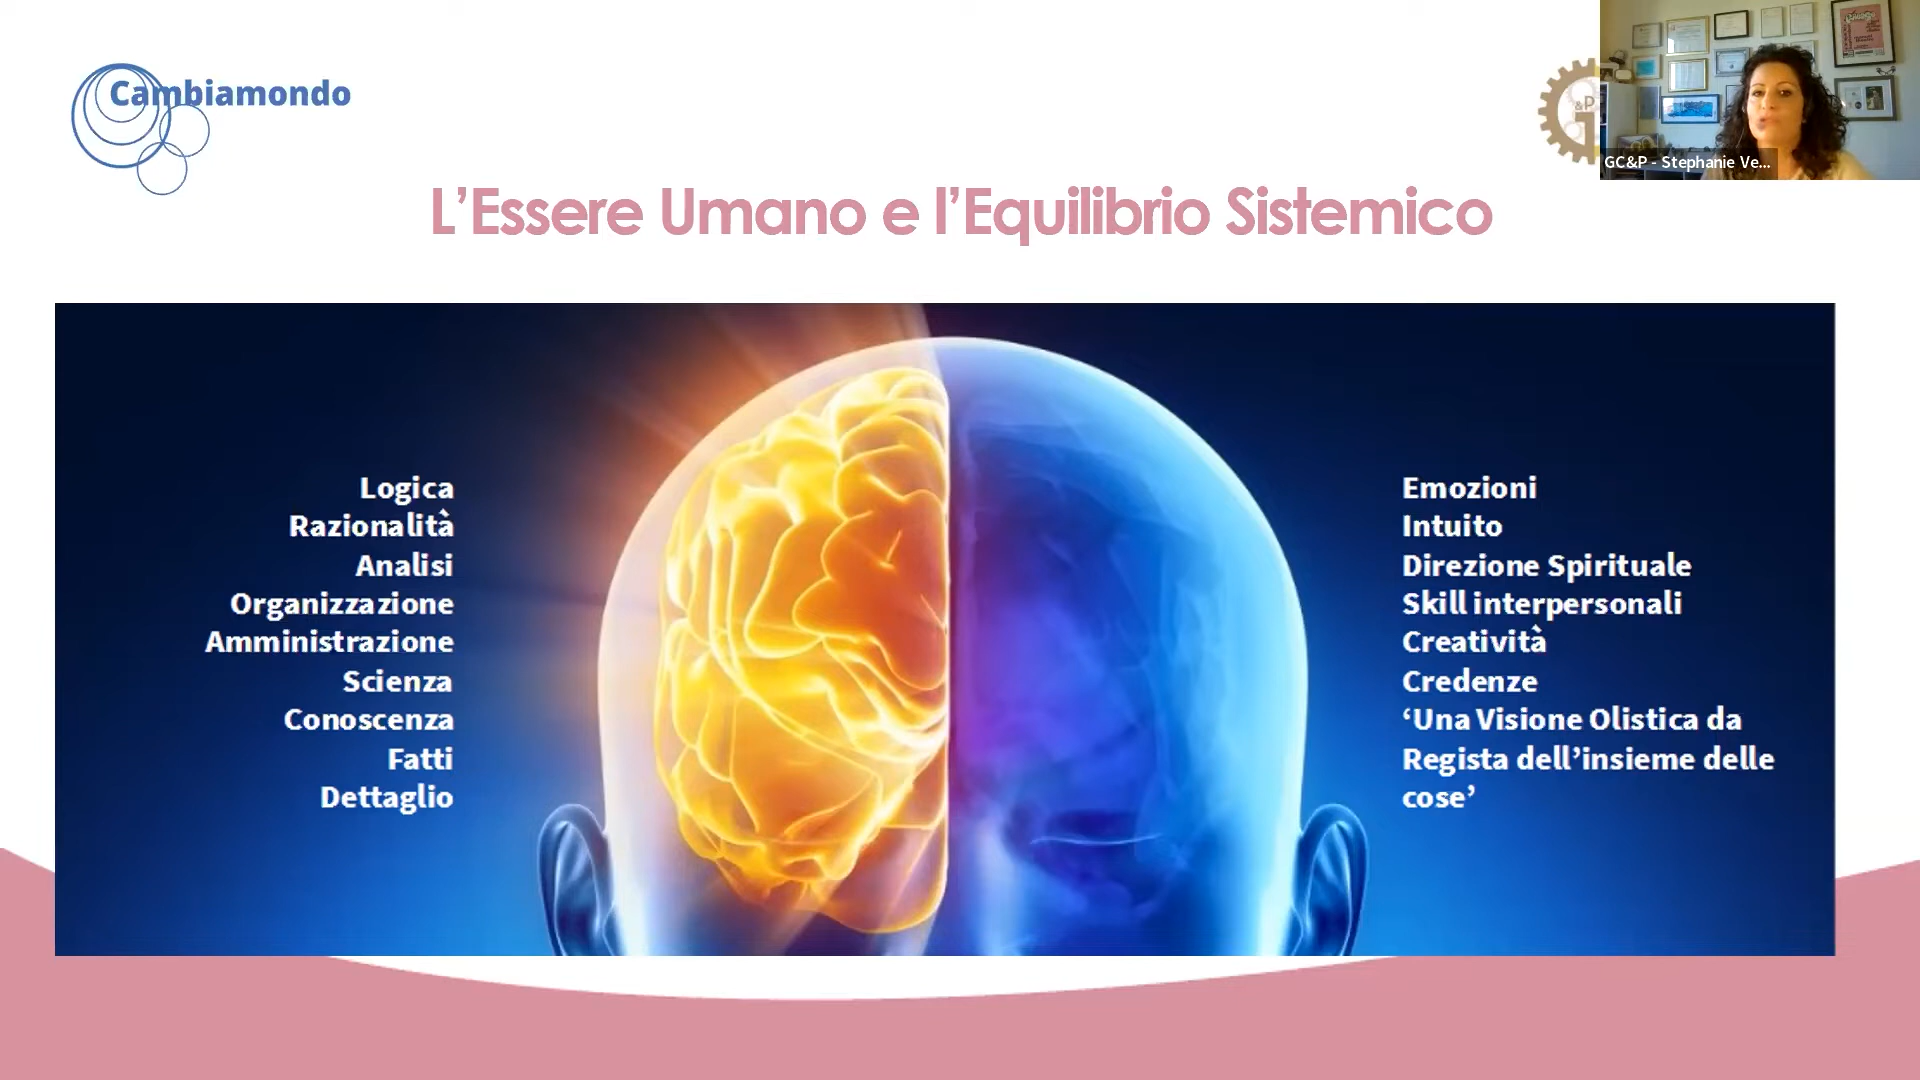 Cambiamondo
&P
GC&P - Stephanie Ve...
L’Essere Umano e l’Equilibrio Sistemico
Logica
Razionalità
Analisi
Organizzazione
Amministrazione
Scienza
Conoscenza
Fatti
Dettaglio
Emozioni
Intuito
Direzione Spirituale
Skill interpersonali
Creatività
Credenze
‘Una Visione Olistica da
Regista dell’insieme delle
cose’